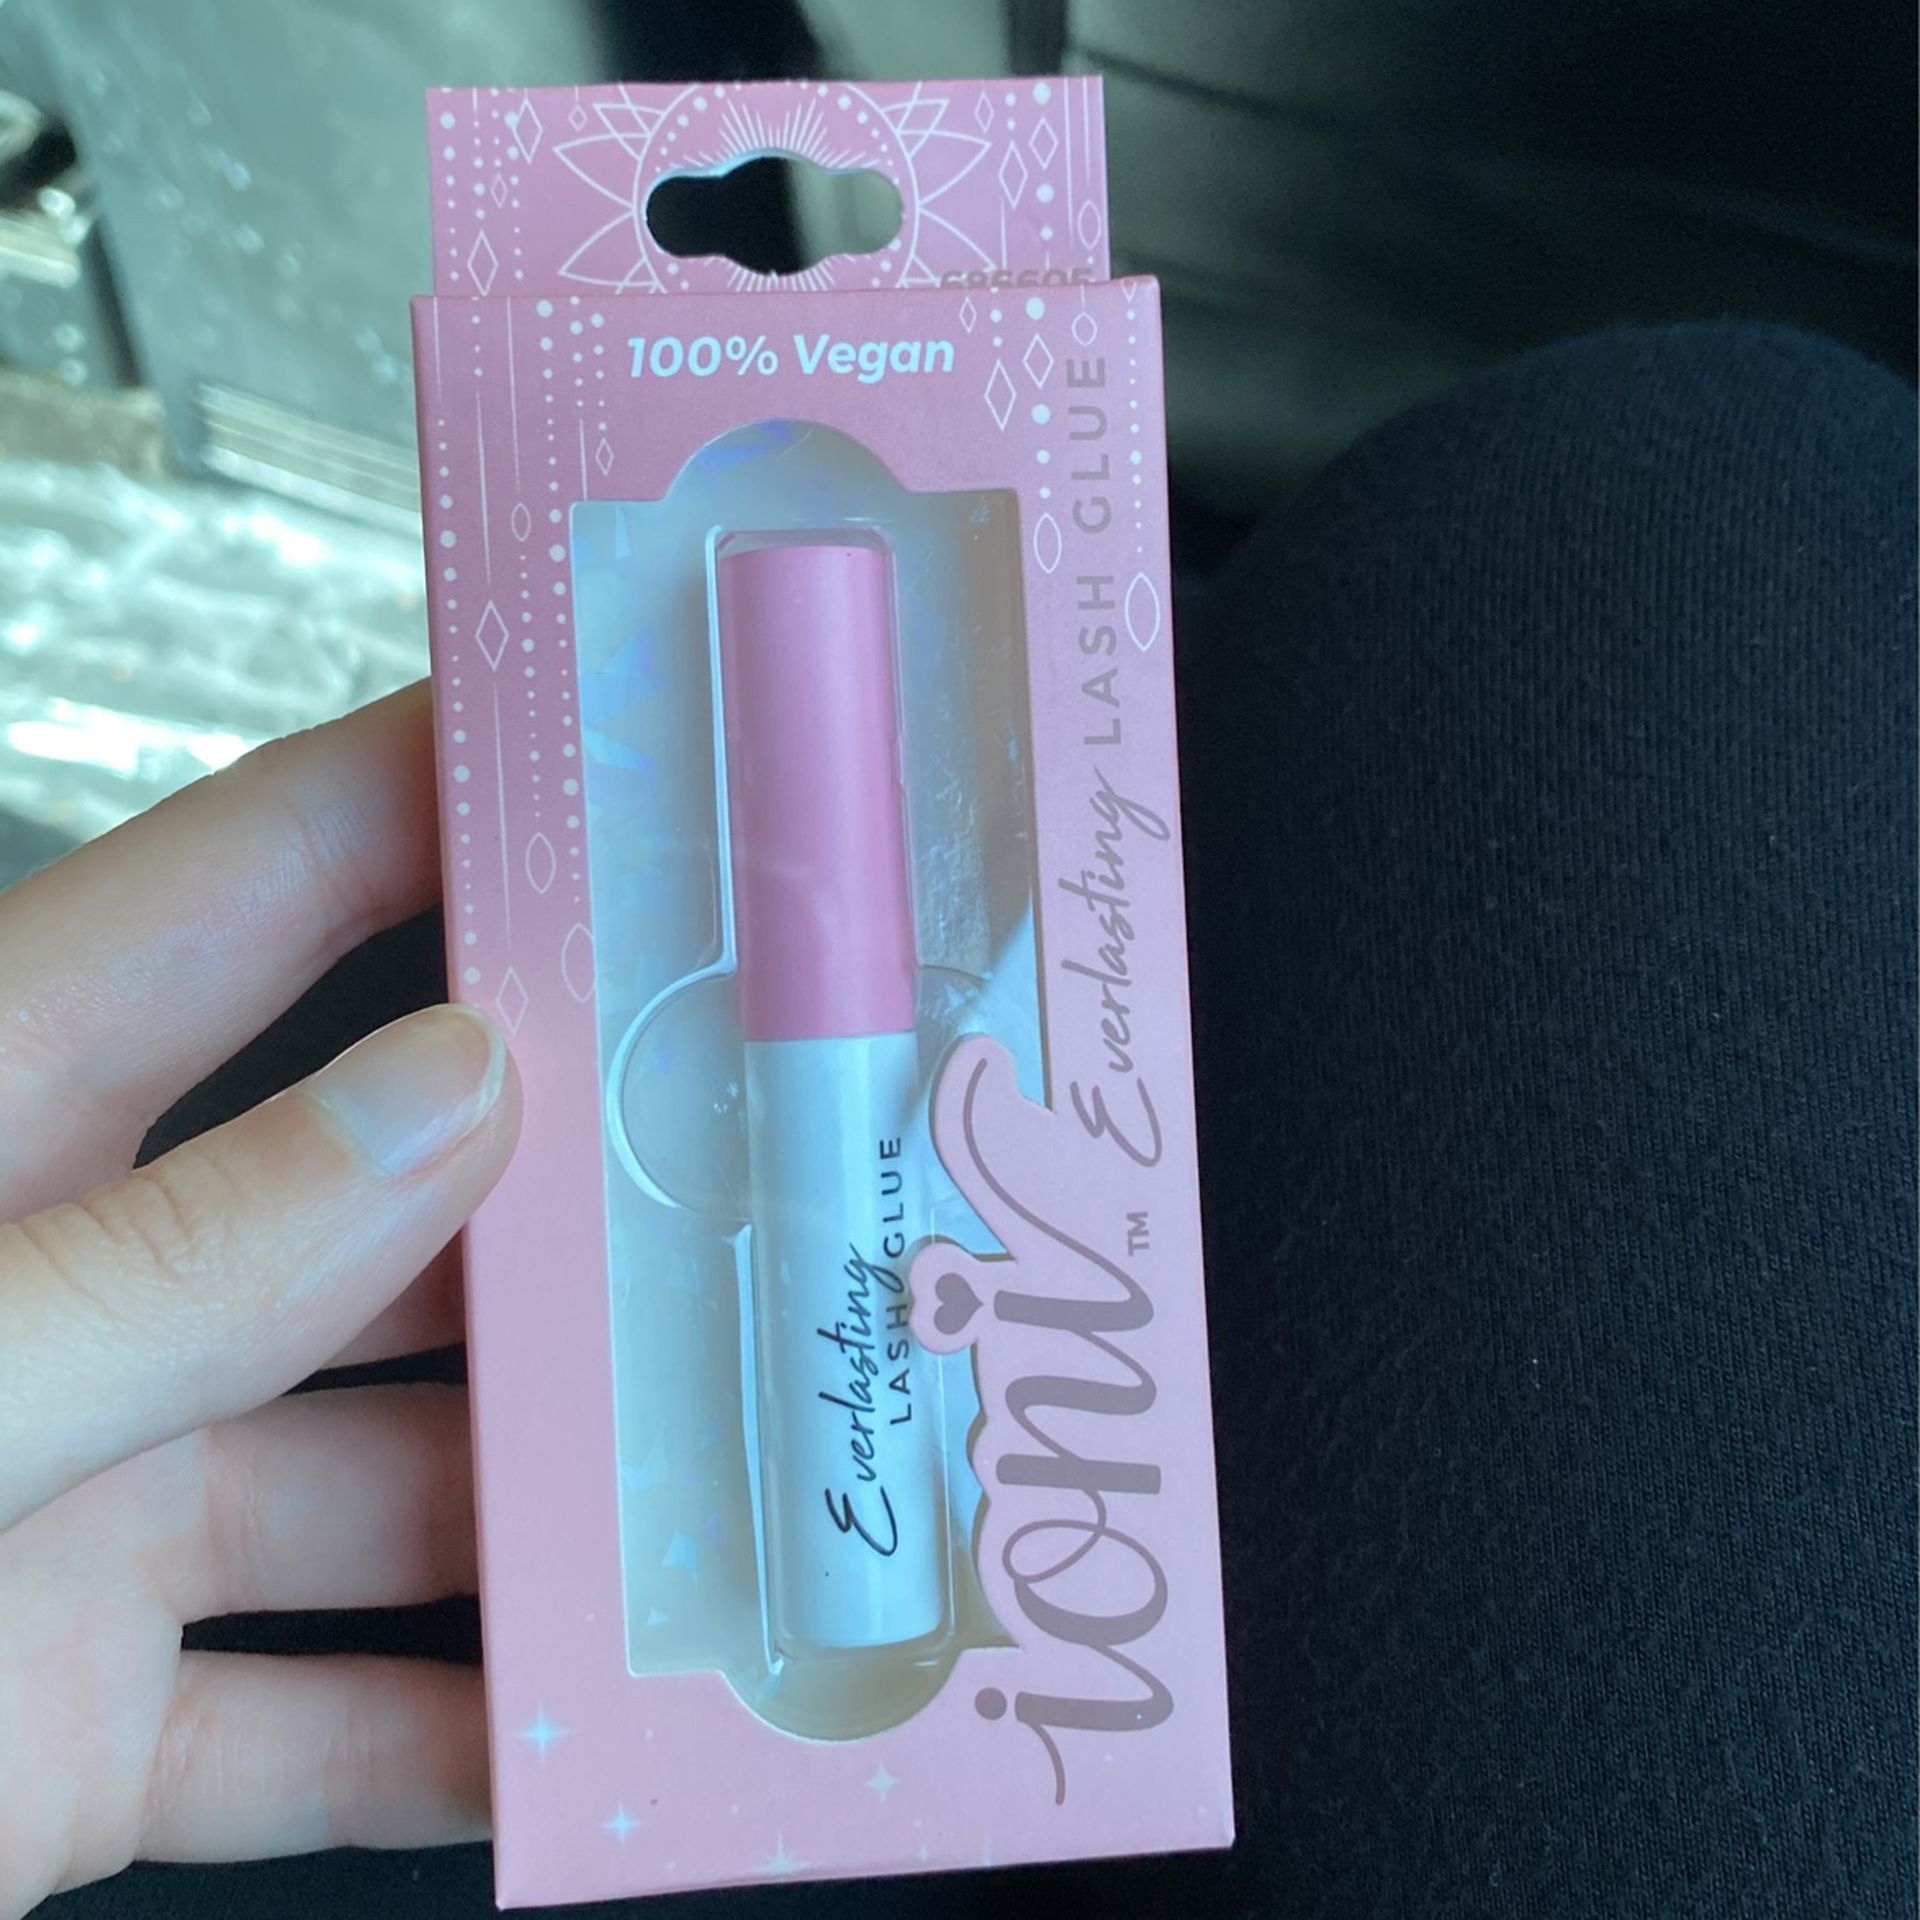 100% Vegan
Everlasting LASH GLUE
ioni™
Everlasting
LASH GLUE